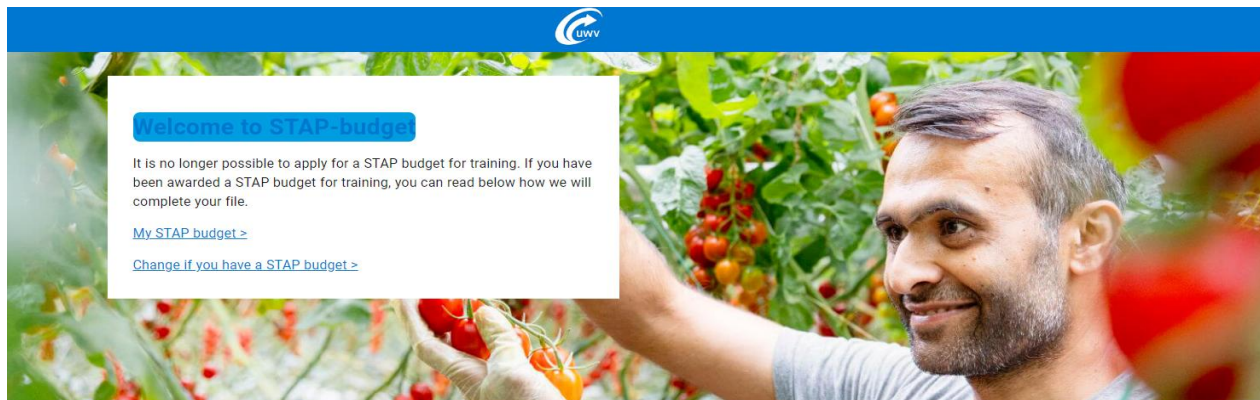 UWV
Welcome to STAP-budget
It is no longer possible to apply for a STAP budget for training. If you have
been awarded a STAP budget for training, you can read below how we will
complete your file.
My STAP budget >
Change if you have a STAP budget >